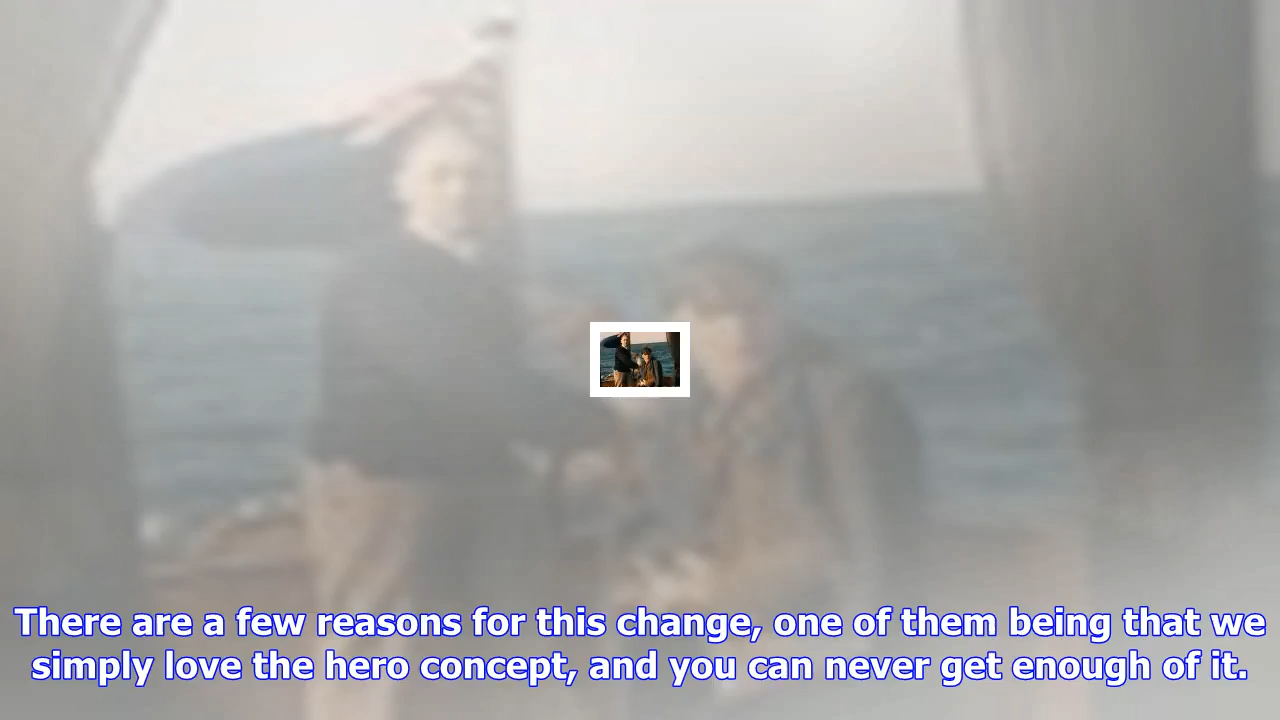 There are a few reasons for this change, one of them being that we
simply love the hero concept, and you can never get enough of it.